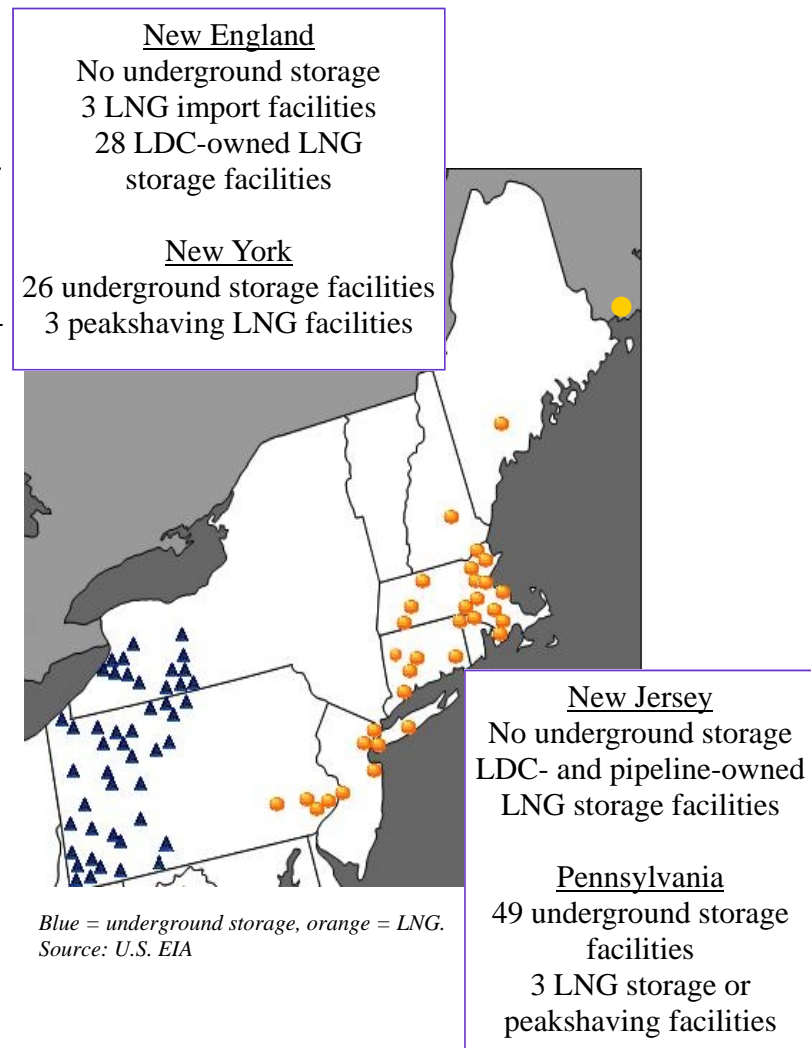 New England
No underground storage
3 LNG import facilities
28 LDC-owned LNG
storage facilities
New York
26 underground storage facilities
3 peakshaving LNG facilities
New Jersey
No underground storage
LDC- and pipeline-owned
LNG storage facilities
Pennsylvania
49 underground storage
facilities
3 LNG storage or
peakshaving facilities
Blue = underground storage, orange = LNG.
Source: U.S. EIA